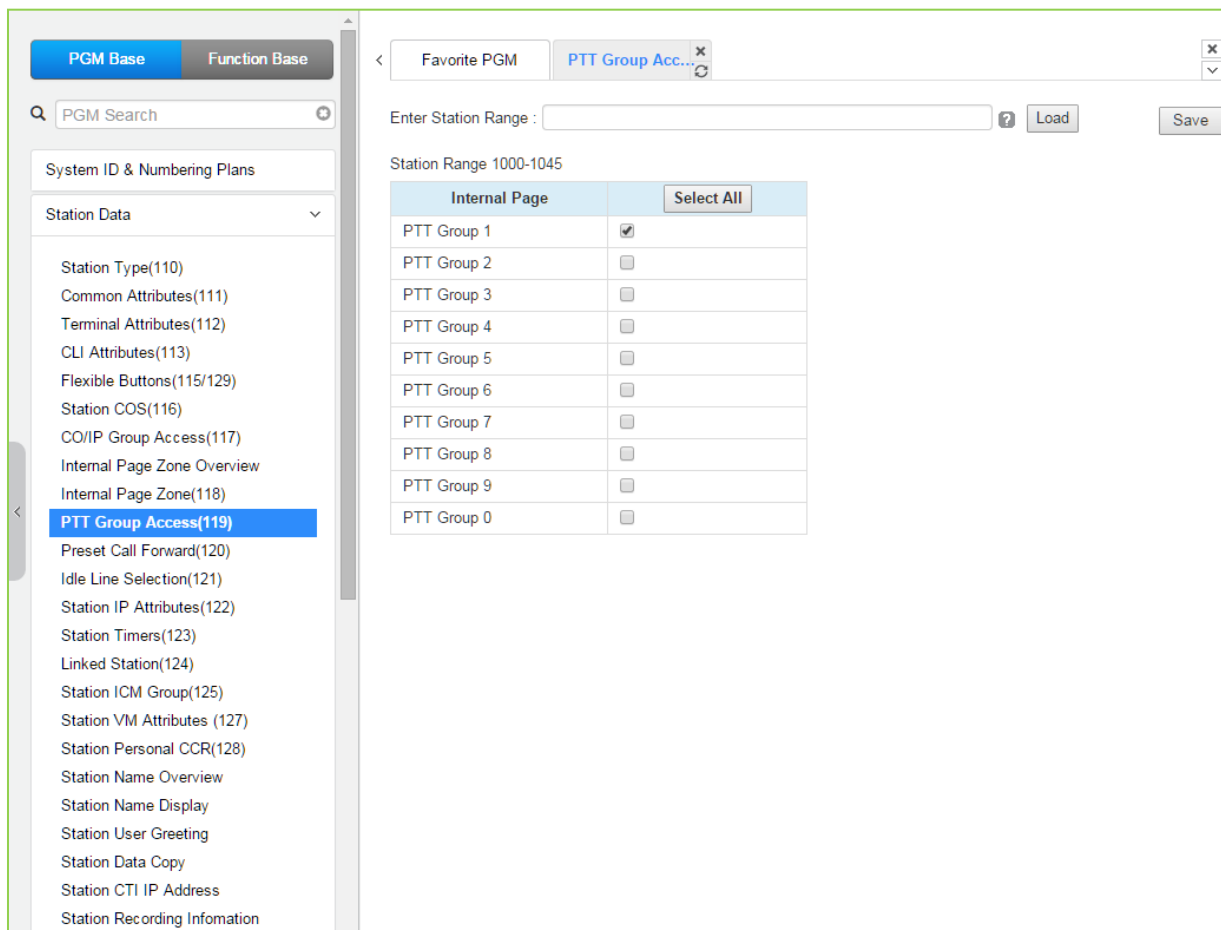 PGM Base
Function Base
PGM Search
System ID & Numbering Plans
Station Data
Station Type(110)
Common Attributes(111)
Terminal Attributes(112)
CLI Attributes(113)
Flexible Buttons(115/129)
Station COS(116)
CO/IP Group Access(117)
Internal Page Zone Overview
Internal Page Zone(118)
PTT Group Access(119)
Preset Call Forward(120)
Idle Line Selection(121)
Station IP Attributes(122)
Station Timers(123)
Linked Station(124)
Station ICM Group(125)
Station VM Attributes (127)
Station Personal CCR(128)
Station Name Overview
Station Name Display
Station User Greeting
Station Data Copy
Station CTI IP Address
Station Recording Infomation
Favorite PGM
PTT Group Acc...
Enter Station Range :
?
Load
Save
Station Range 1000-1045
Internal Page
Select All
PTT Group 1
PTT Group 2
PTT Group 3
PTT Group 4
PTT Group 5
PTT Group 6
PTT Group 7
PTT Group 8
PTT Group 9
PTT Group 0